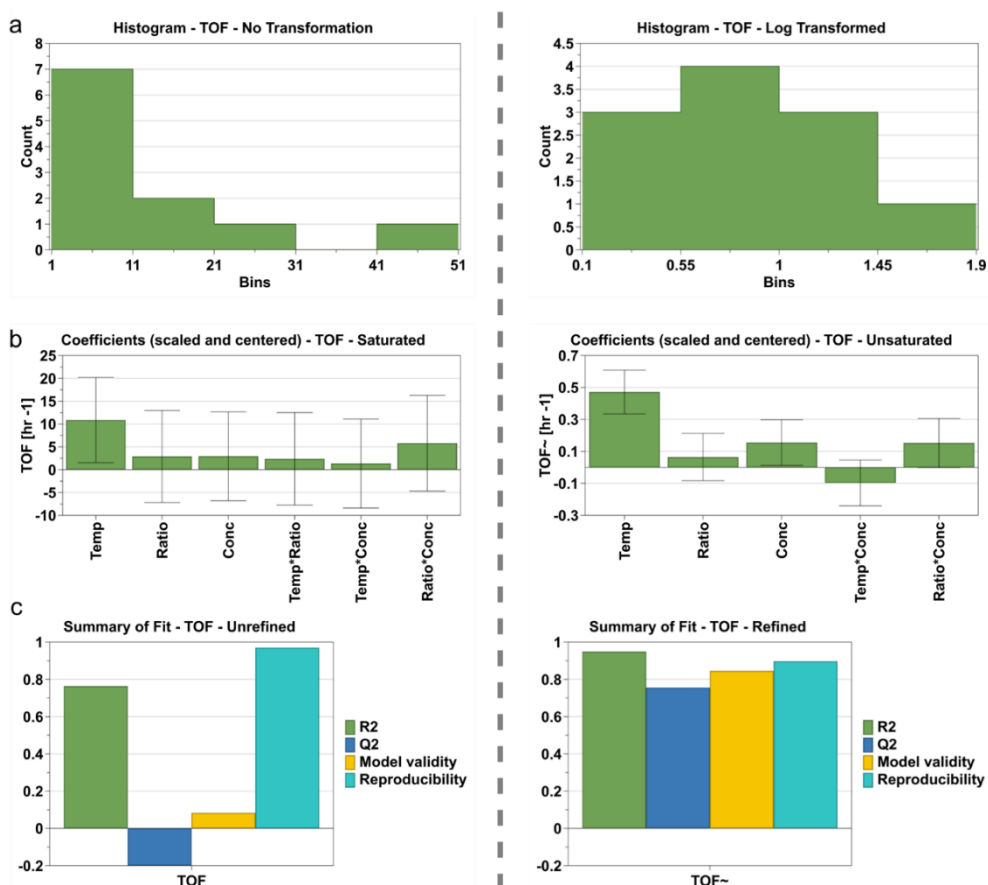 a
Histogram - TOF - No Transformation
8
7
6
5
4
3
2
1
0
Count
1 11 21 31 41 51
Bins
Histogram - TOF - Log Transformed
4.5
4
3.5
3
2.5
2
1.5
1
0.5
0
Count
0.1 0.55 1 1.45 1.9
Bins
b
Coefficients (scaled and centered) - TOF - Saturated
25
20
15
10
5
0
-5
-10
TOF [hr -1]
Temp
Ratio
Conc
Temp*Ratio
Temp*Conc
Ratio*Conc
Coefficients (scaled and centered) - TOF - Unsaturated
0.7
0.5
0.3
0.1
-0.1
-0.3
TOF~ [hr -1]
Temp
Ratio
Conc
Temp*Conc
Ratio*Conc
c
Summary of Fit - TOF - Unrefined
1
0.8
0.6
0.4
0.2
0
-0.2
TOF
R2
Q2
Model validity
Reproducibility
Summary of Fit - TOF - Refined
1
0.8
0.6
0.4
0.2
0
-0.2
TOF~
R2
Q2
Model validity
Reproducibility